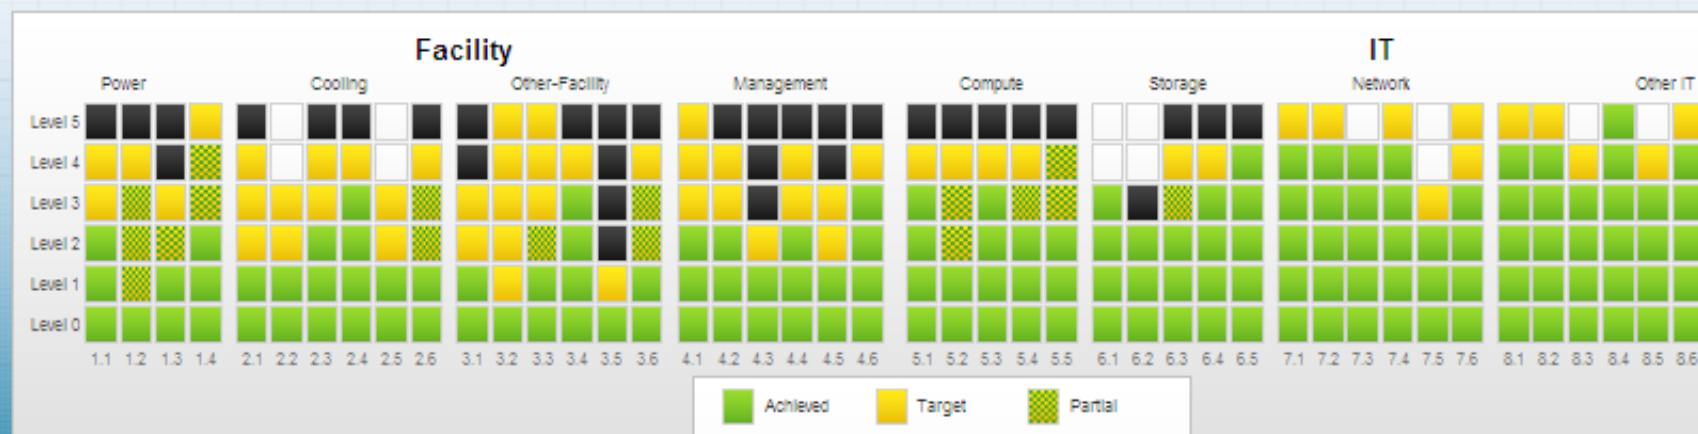 Facility IT
Power Cooling Other-Facility Management Compute Storage Network Other IT
Level 5
Level 4
Level 3
Level 2
Level 1
Level 0
1.1 1.2 1.3 1.4 2.1 2.2 2.3 2.4 2.5 2.6 3.1 3.2 3.3 3.4 3.5 3.6 4.1 4.2 4.3 4.4 4.5 4.6 5.1 5.2 5.3 5.4 5.5 6.1 6.2 6.3 6.4 6.5 7.1 7.2 7.3 7.4 7.5 7.6 8.1 8.2 8.3 8.4 8.5 8.6
Achieved Target Partial